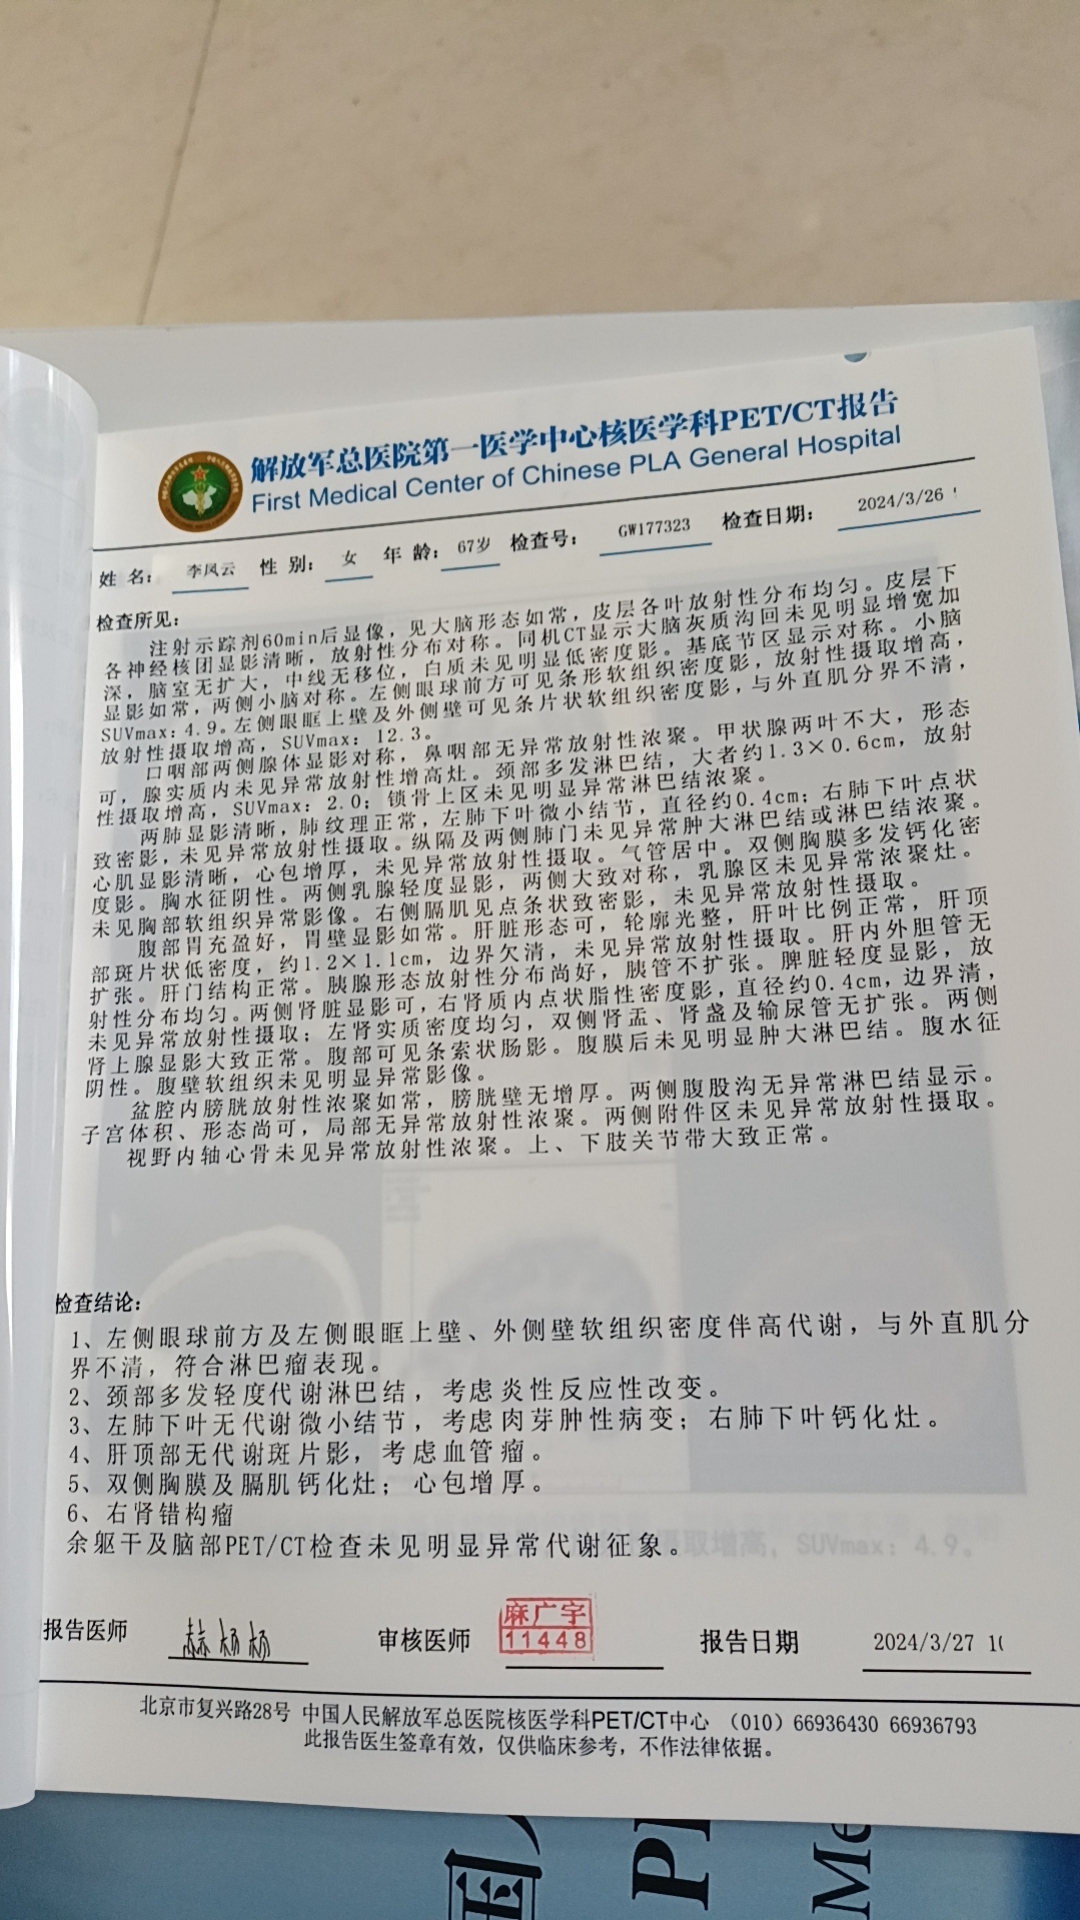 解放军总医院第一医学中心核医学科PET/CT报告
First Medical Center of Chinese PLA General Hospital
姓 名: 李凤云 性 别: 女 年 龄: 67岁 检查号: GW177323 检查日期: 2024/3/26
检查所见:
注射示踪剂60min后显像，见大脑形态如常，皮层各叶放射性分布均匀。皮层下
各神经核团显影清晰，放射性分布对称。同机CT显示大脑灰质沟回未见明显增宽加
深，脑室无扩大，中线无移位，白质未见明显低密度影。基底节区显示对称。小脑
显影如常，两侧小脑对称。左侧眼球前方可见条形软组织密度影，放射性摄取增高，
SUVmax: 4.9。左侧眼眶上壁及外侧壁可见条片状软组织密度影，与外直肌分界不清，
放射性摄取增高，SUVmax: 12.3。
口咽部两侧腺体显影对称，鼻咽部无异常放射性浓聚。甲状腺两叶不大，形态
可，腺实质内未见异常放射性增高灶。颈部多发淋巴结，大者约1.3×0.6cm，放射
性摄取增高，SUVmax: 2.0；锁骨上区未见明显异常淋巴结浓聚。
两肺显影清晰，肺纹理正常，左肺下叶微小结节，直径约0.4cm；右肺下叶点状
致密影，未见异常放射性摄取。纵隔及两侧肺门未见异常肿大淋巴结或淋巴结浓聚。
心肌显影清晰，心包增厚，未见异常放射性摄取。气管居中。双侧胸膜多发钙化密
度影。胸水征阴性。两侧乳腺轻度显影，两侧大致对称，乳腺区未见异常浓聚灶。
未见胸部软组织异常影像。右侧膈肌见点条状致密影，未见异常放射性摄取。
腹部胃充盈好，胃壁显影如常。肝脏形态可，轮廓光整，肝叶比例正常，肝顶
部斑片状低密度，约1.2×1.1cm，边界欠清，未见异常放射性摄取。肝内外胆管无
扩张。肝门结构正常。胰腺形态放射性分布尚好，胰管不扩张。脾脏轻度显影，放
射性分布均匀。两侧肾脏显影可，右肾质内点状脂性密度影，直径约0.4cm，边界清，
未见异常放射性摄取；左肾实质密度均匀，双侧肾盂、肾盏及输尿管无扩张。两侧
肾上腺显影大致正常。腹部可见条索状肠影。腹膜后未见明显肿大淋巴结。腹水征
阴性。腹壁软组织未见明显异常影像。
盆腔内膀胱放射性浓聚如常，膀胱壁无增厚。两侧腹股沟无异常淋巴结显示。
子宫体积、形态尚可，局部无异常放射性浓聚。两侧附件区未见异常放射性摄取。
视野内轴心骨未见异常放射性浓聚。上、下肢关节带大致正常。
检查结论:
1、左侧眼球前方及左侧眼眶上壁、外侧壁软组织密度伴高代谢，与外直肌分
界不清，符合淋巴瘤表现。
2、颈部多发轻度代谢淋巴结，考虑炎性反应性改变。
3、左肺下叶无代谢微小结节，考虑肉芽肿性病变；右肺下叶钙化灶。
4、肝顶部无代谢斑片影，考虑血管瘤。
5、双侧胸膜及膈肌钙化灶；心包增厚。
6、右肾错构瘤
余躯干及脑部PET/CT检查未见明显异常代谢征象。
摄取增高，SUVmax: 4.9。
报告医师 审核医师 麻广宇 11448 报告日期 2024/3/27
北京市复兴路28号 中国人民解放军总医院核医学科PET/CT中心 （010）66936430 66936793
此报告医生签章有效，仅供临床参考，不作法律依据。